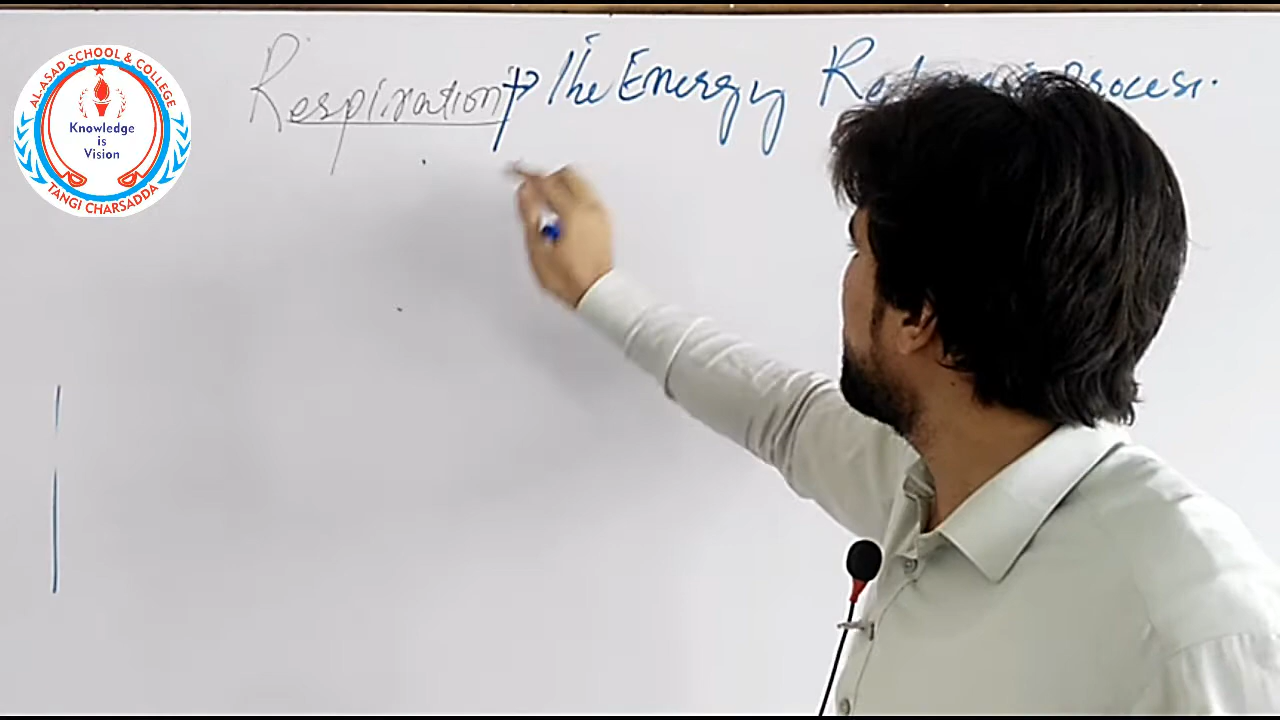 AL-ASAD SCHOOL & COLLEGE
Knowledge
is
Vision
TANGI CHARSADDA
Respiration The Energy Process.